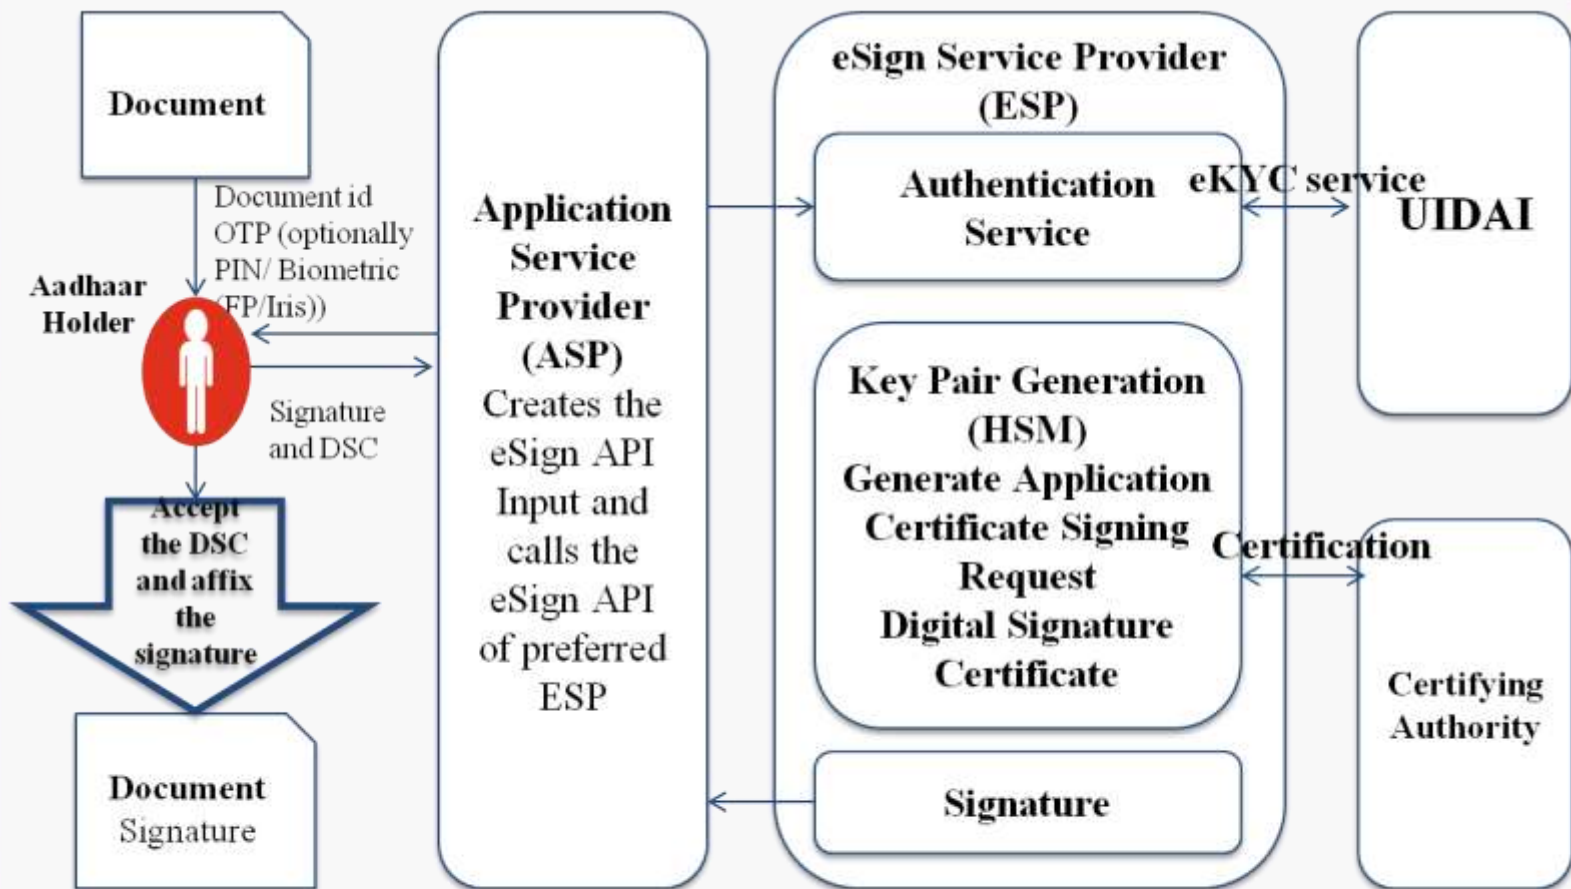 Document
Document id
OTP (optionally
PIN/ Biometric
(FP/Iris))
Aadhaar
Holder
Signature
and DSC
Accept
the DSC
and affix
the
signature
Document
Signature
Application
Service
Provider
(ASP)
Creates the
eSign API
Input and
calls the
eSign API
of preferred
ESP
eSign Service Provider
(ESP)
Authentication
Service
eKYC service
UIDAI
Key Pair Generation
(HSM)
Generate Application
Certificate Signing
Request
Digital Signature
Certificate
Certification
Certifying
Authority
Signature